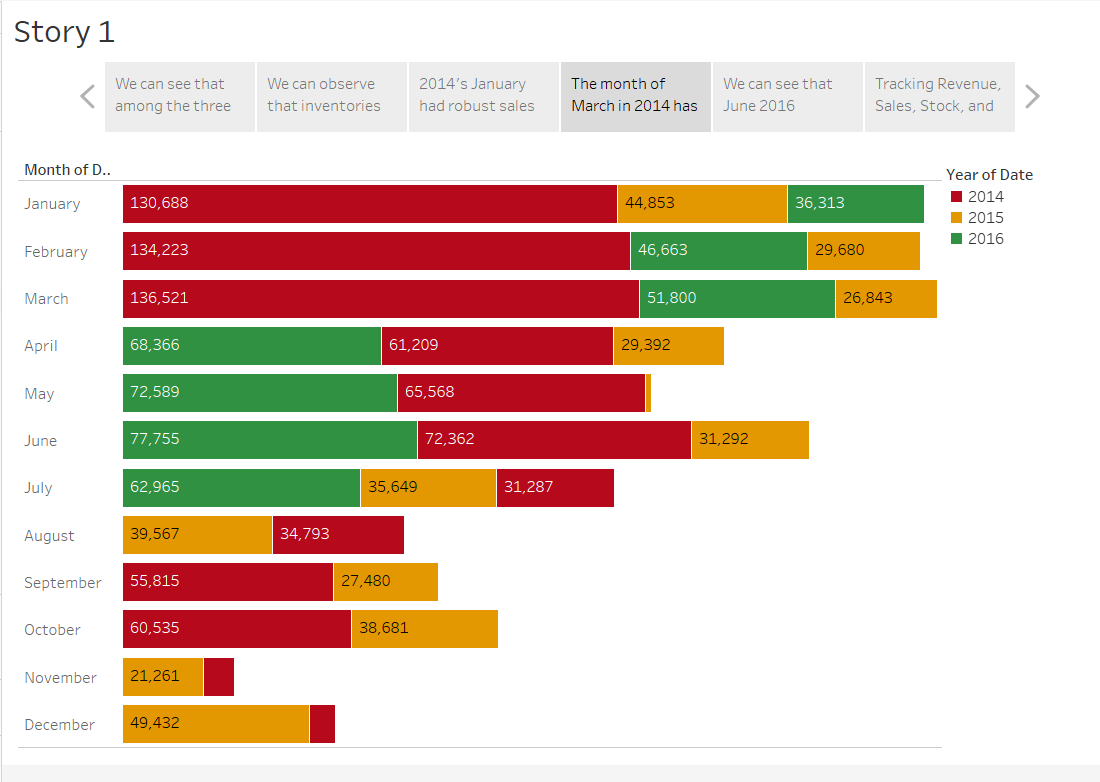 Story 1
We can see that
among the three
We can observe
that inventories
2014's January
had robust sales
The month of
March in 2014 has
We can see that
June 2016
Tracking Revenue,
Sales, Stock, and
Month of D..
January 130,688 44,853 36,313
February 134,223 46,663 29,680
March 136,521 51,800 26,843
April 68,366 61,209 29,392
May 72,589 65,568
June 77,755 72,362 31,292
July 62,965 35,649 31,287
August 39,567 34,793
September 55,815 27,480
October 60,535 38,681
November 21,261
December 49,432
Year of Date
2014
2015
2016